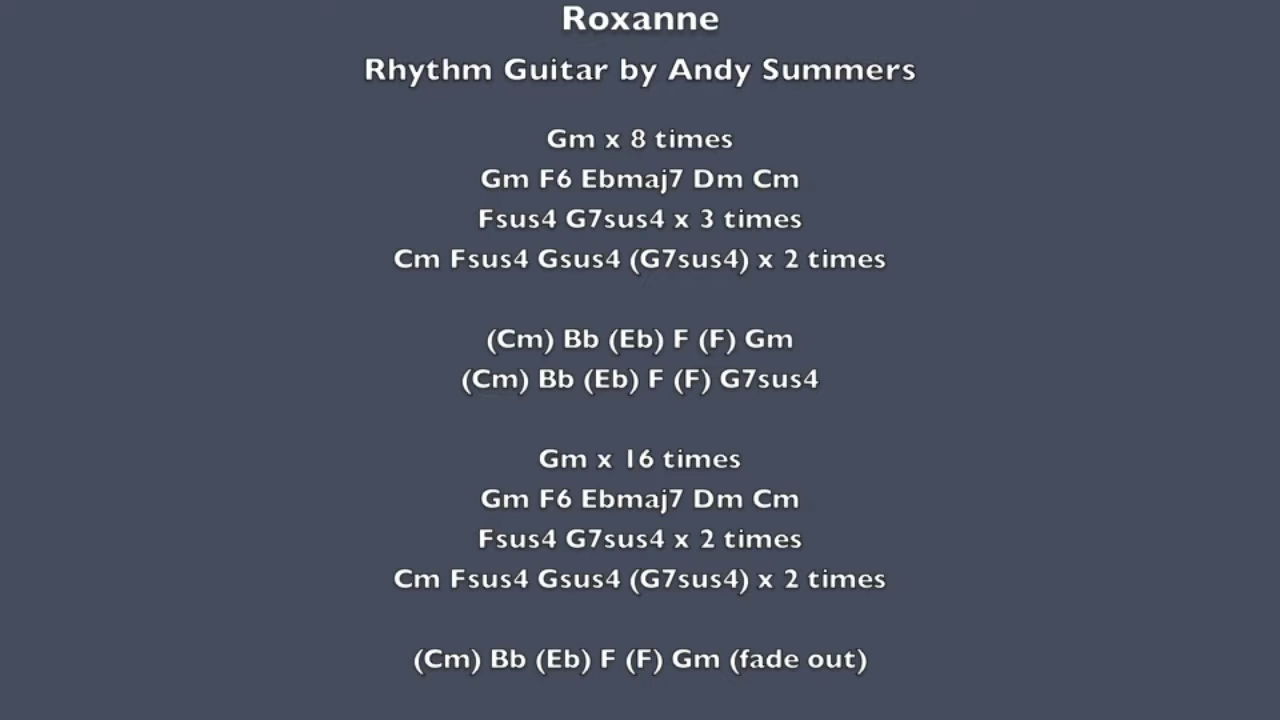 Roxanne
Rhythm Guitar by Andy Summers
Gm x 8 times
Gm F6 Ebmaj7 Dm Cm
Fsus4 G7sus4 x 3 times
Cm Fsus4 Gsus4 (G7sus4) x 2 times
(Cm) Bb (Eb) F (F) Gm
(Cm) Bb (Eb) F (F) G7sus4
Gm x 16 times
Gm F6 Ebmaj7 Dm Cm
Fsus4 G7sus4 x 2 times
Cm Fsus4 Gsus4 (G7sus4) x 2 times
(Cm) Bb (Eb) F (F) Gm (fade out)